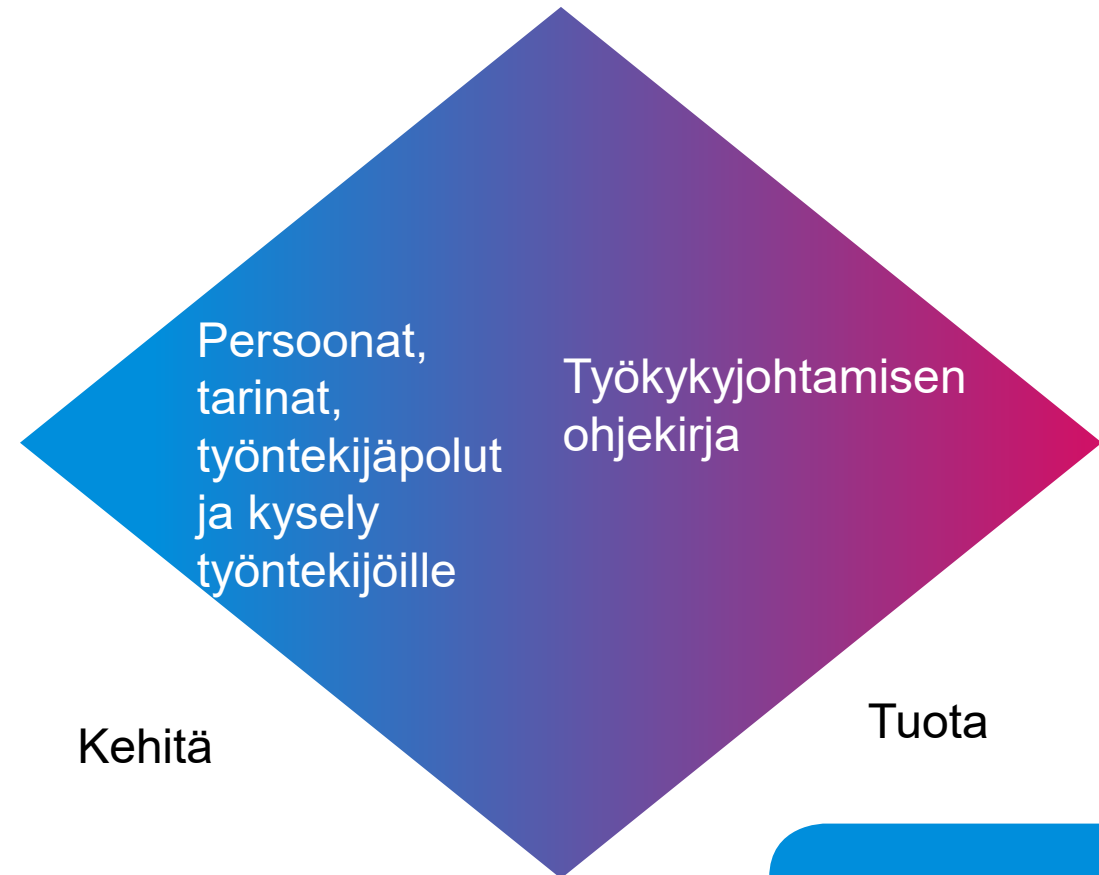 Persoonat,
tarinat,
työntekijäpolut
ja kysely
työntekijöille
Työkykyjohtamisen
ohjekirja
Kehitä
Tuota